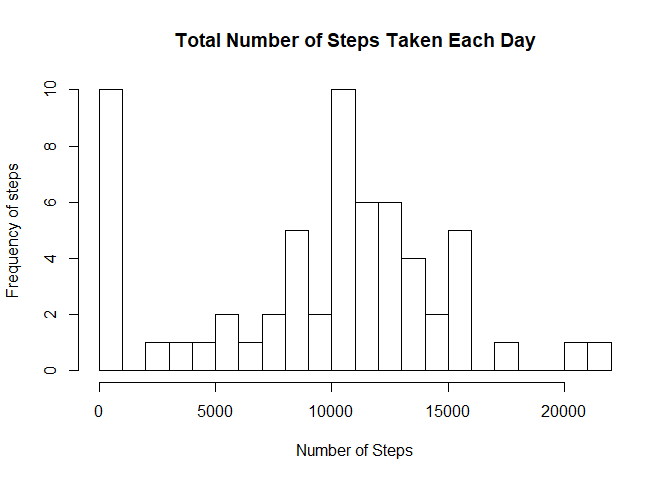 Total Number of Steps Taken Each Day
Frequency of steps
10
8
6
4
2
0
0 5000 10000 15000 20000
Number of Steps